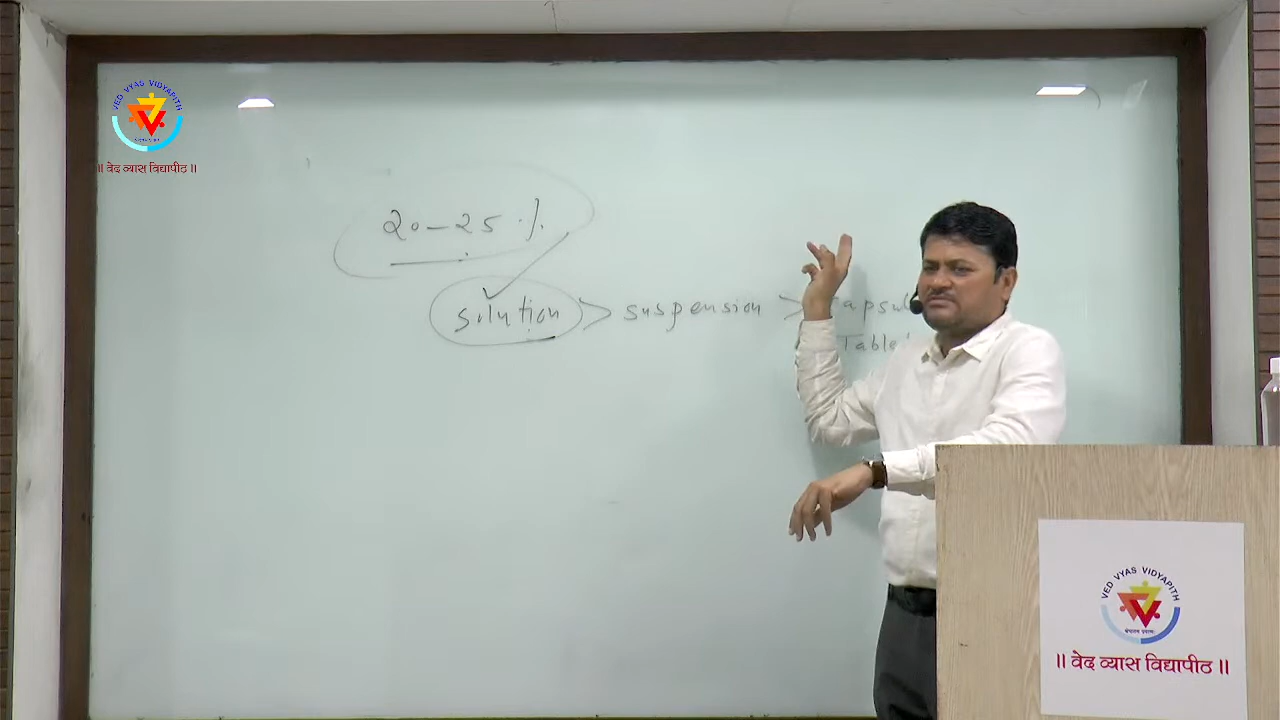 VED VYAS VIDYAPITH
॥ वेद व्यास विद्यापीठ ॥
20-25 %
solution > suspension >
VED VYAS VIDYAPITH
॥ वेद व्यास विद्यापीठ ॥